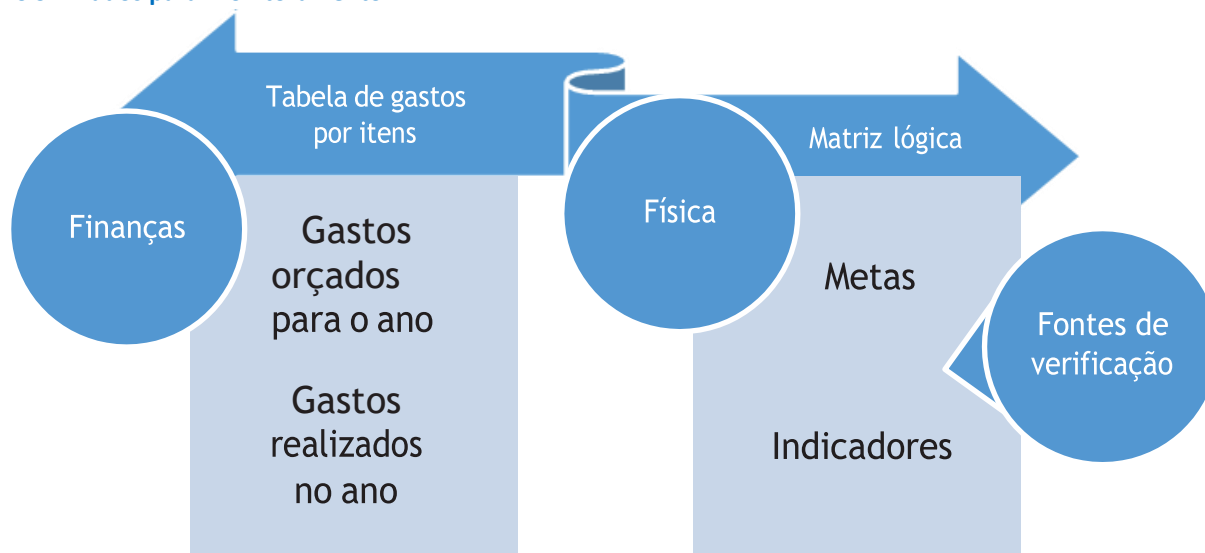 Tabela de gastos
por itens
Finanças
Gastos
orçados
para o ano
Gastos
realizados
no ano
Matriz lógica
Física
Metas
Indicadores
Fontes de
verificação